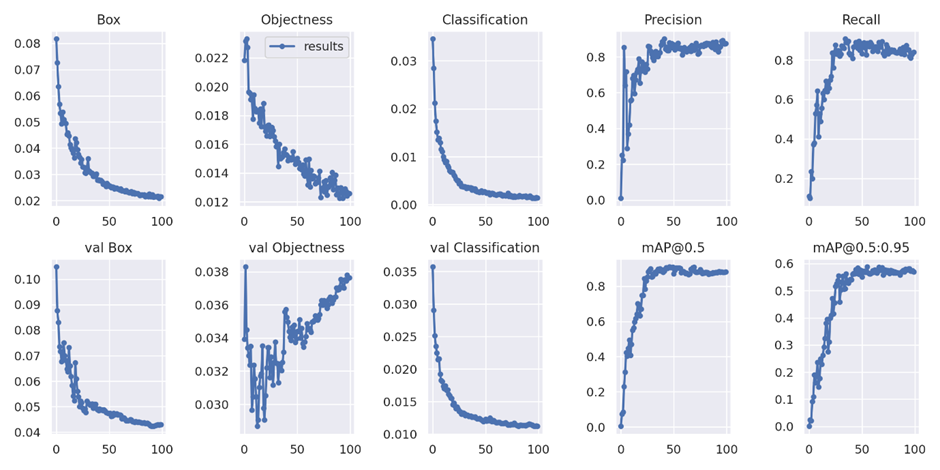 Box Objectness Classification Precision Recall
results
0.08 0.07 0.06 0.05 0.04 0.03 0.02
0.022 0.020 0.018 0.016 0.014 0.012
0.03 0.02 0.01 0.00
0.8 0.6 0.4 0.2 0.0
0.8 0.6 0.4 0.2
0 50 100 0 50 100 0 50 100 0 50 100 0 50 100
val Box val Objectness val Classification mAP@0.5 mAP@0.5:0.95
0.10 0.09 0.08 0.07 0.06 0.05 0.04
0.038 0.036 0.034 0.032 0.030
0.035 0.030 0.025 0.020 0.015 0.010
0.8 0.6 0.4 0.2 0.0
0.6 0.5 0.4 0.3 0.2 0.1 0.0
0 50 100 0 50 100 0 50 100 0 50 100 0 50 100